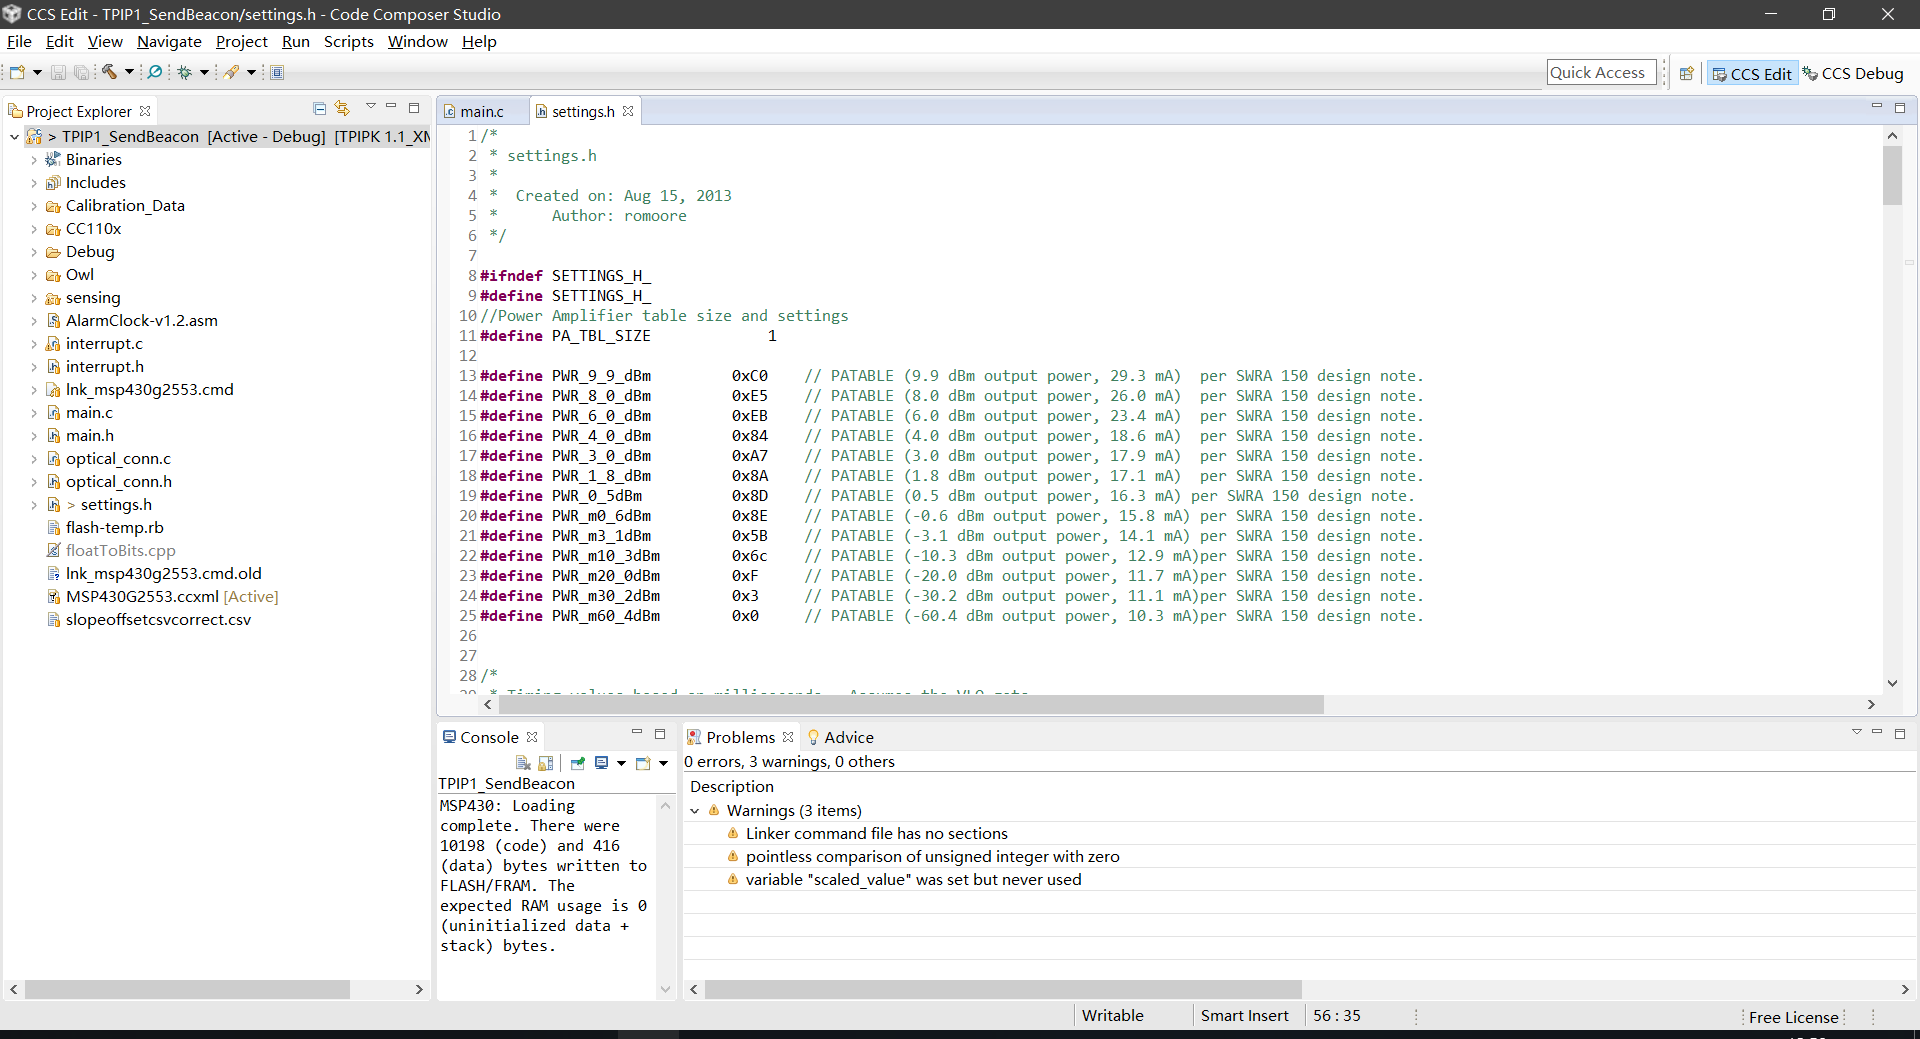 CCS Edit - TPIP1_SendBeacon/settings.h - Code Composer Studio
File Edit View Navigate Project Run Scripts Window Help
Quick Access
CCS Edit
CCS Debug
Project Explorer
> TPIP1_SendBeacon [Active - Debug] [TPIPK 1.1_XM
Binaries
Includes
Calibration_Data
CC110x
Debug
Owl
sensing
AlarmClock-v1.2.asm
interrupt.c
interrupt.h
lnk_msp430g2553.cmd
main.c
main.h
optical_conn.c
optical_conn.h
> settings.h
flash-temp.rb
floatToBits.cpp
lnk_msp430g2553.cmd.old
MSP430G2553.ccxml [Active]
slopeoffsetcsvcorrect.csv
main.c
settings.h
1 /*
2  * settings.h
3  *
4  *  Created on: Aug 15, 2013
5  *      Author: romoore
6  */
7
8 #ifndef SETTINGS_H_
9 #define SETTINGS_H_
10 //Power Amplifier table size and settings
11 #define PA_TBL_SIZE             1
12
13 #define PWR_9_9_dBm         0xC0    // PATABLE (9.9 dBm output power, 29.3 mA)  per SWRA 150 design note.
14 #define PWR_8_0_dBm         0xE5    // PATABLE (8.0 dBm output power, 26.0 mA)  per SWRA 150 design note.
15 #define PWR_6_0_dBm         0xEB    // PATABLE (6.0 dBm output power, 23.4 mA)  per SWRA 150 design note.
16 #define PWR_4_0_dBm         0x84    // PATABLE (4.0 dBm output power, 18.6 mA)  per SWRA 150 design note.
17 #define PWR_3_0_dBm         0xA7    // PATABLE (3.0 dBm output power, 17.9 mA)  per SWRA 150 design note.
18 #define PWR_1_8_dBm         0x8A    // PATABLE (1.8 dBm output power, 17.1 mA)  per SWRA 150 design note.
19 #define PWR_0_5dBm          0x8D    // PATABLE (0.5 dBm output power, 16.3 mA) per SWRA 150 design note.
20 #define PWR_m0_6dBm         0x8E    // PATABLE (-0.6 dBm output power, 15.8 mA) per SWRA 150 design note.
21 #define PWR_m3_1dBm         0x5B    // PATABLE (-3.1 dBm output power, 14.1 mA) per SWRA 150 design note.
22 #define PWR_m10_3dBm        0x6c    // PATABLE (-10.3 dBm output power, 12.9 mA)per SWRA 150 design note.
23 #define PWR_m20_0dBm        0xF     // PATABLE (-20.0 dBm output power, 11.7 mA)per SWRA 150 design note.
24 #define PWR_m30_2dBm        0x3     // PATABLE (-30.2 dBm output power, 11.1 mA)per SWRA 150 design note.
25 #define PWR_m60_4dBm        0x0     // PATABLE (-60.4 dBm output power, 10.3 mA)per SWRA 150 design note.
26
27
28 /*
Console
TPIP1_SendBeacon
MSP430: Loading
complete. There were
10198 (code) and 416
(data) bytes written to
FLASH/FRAM. The
expected RAM usage is 0
(uninitialized data +
stack) bytes.
Problems
Advice
0 errors, 3 warnings, 0 others
Description
Warnings (3 items)
Linker command file has no sections
pointless comparison of unsigned integer with zero
variable "scaled_value" was set but never used
Writable
Smart Insert
56 : 35
Free License